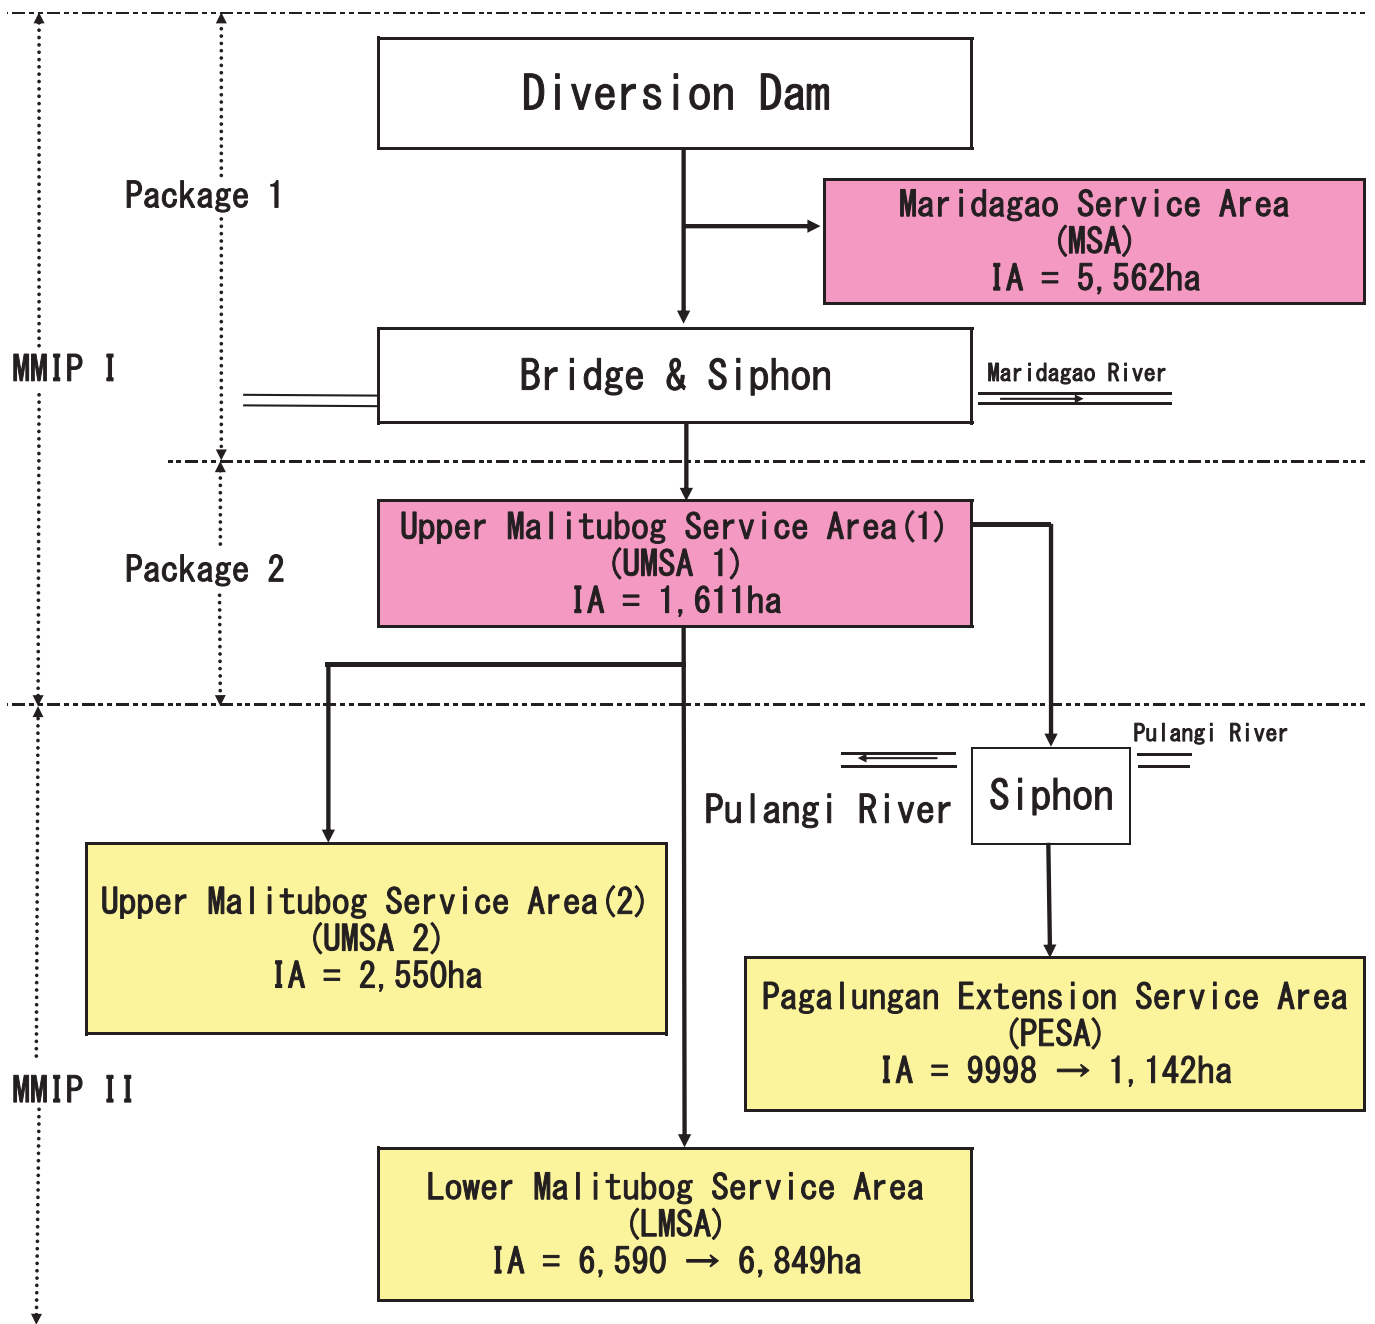 Diversion Dam
Package 1
Maridagao Service Area
(MSA)
IA = 5,562ha
MMIP I
Bridge & Siphon
Maridagao River
Upper Malitubog Service Area(1)
(UMSA 1)
IA = 1,611ha
Package 2
Pulangi River
Siphon
Pulangi River
Upper Malitubog Service Area(2)
(UMSA 2)
IA = 2,550ha
Pagalungan Extension Service Area
(PESA)
IA = 9998 → 1,142ha
MMIP II
Lower Malitubog Service Area
(LMSA)
IA = 6,590 → 6,849ha